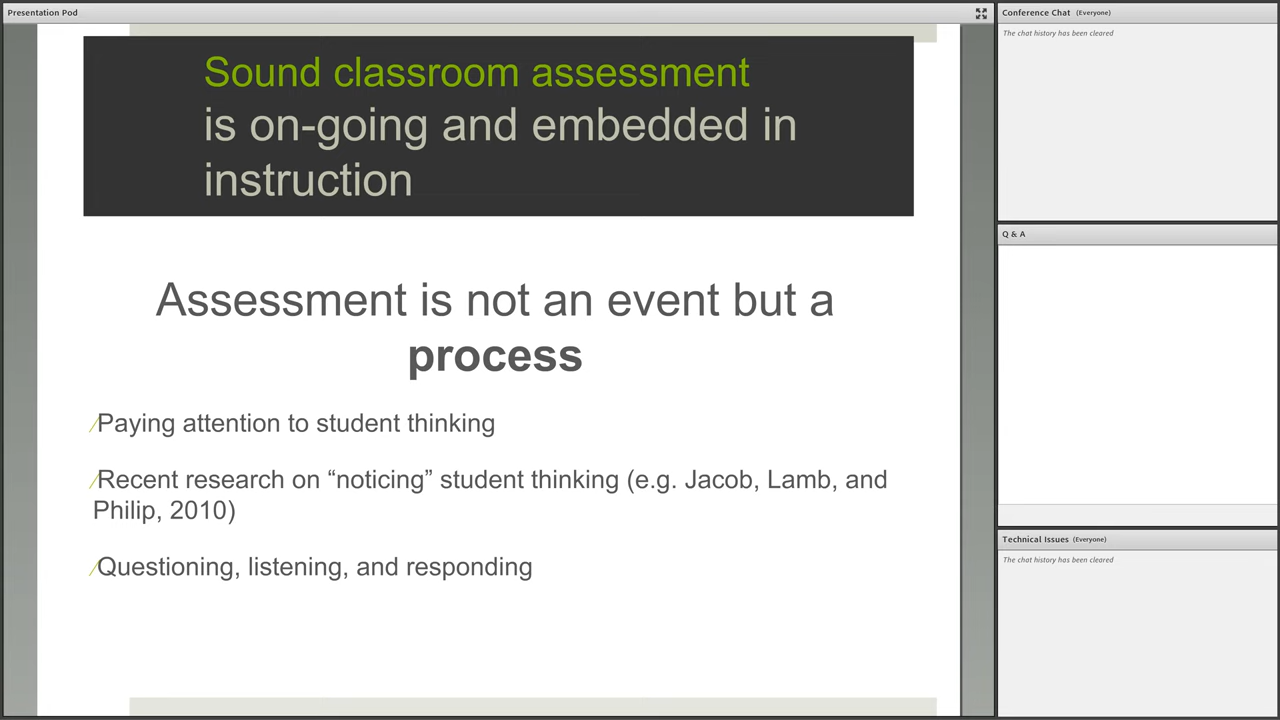 Presentation Pod
Sound classroom assessment
is on-going and embedded in
instruction
Assessment is not an event but a
process
Paying attention to student thinking
Recent research on “noticing” student thinking (e.g. Jacob, Lamb, and
Philip, 2010)
Questioning, listening, and responding
Conference Chat (Everyone)
The chat history has been cleared
Q & A
Technical Issues (Everyone)
The chat history has been cleared